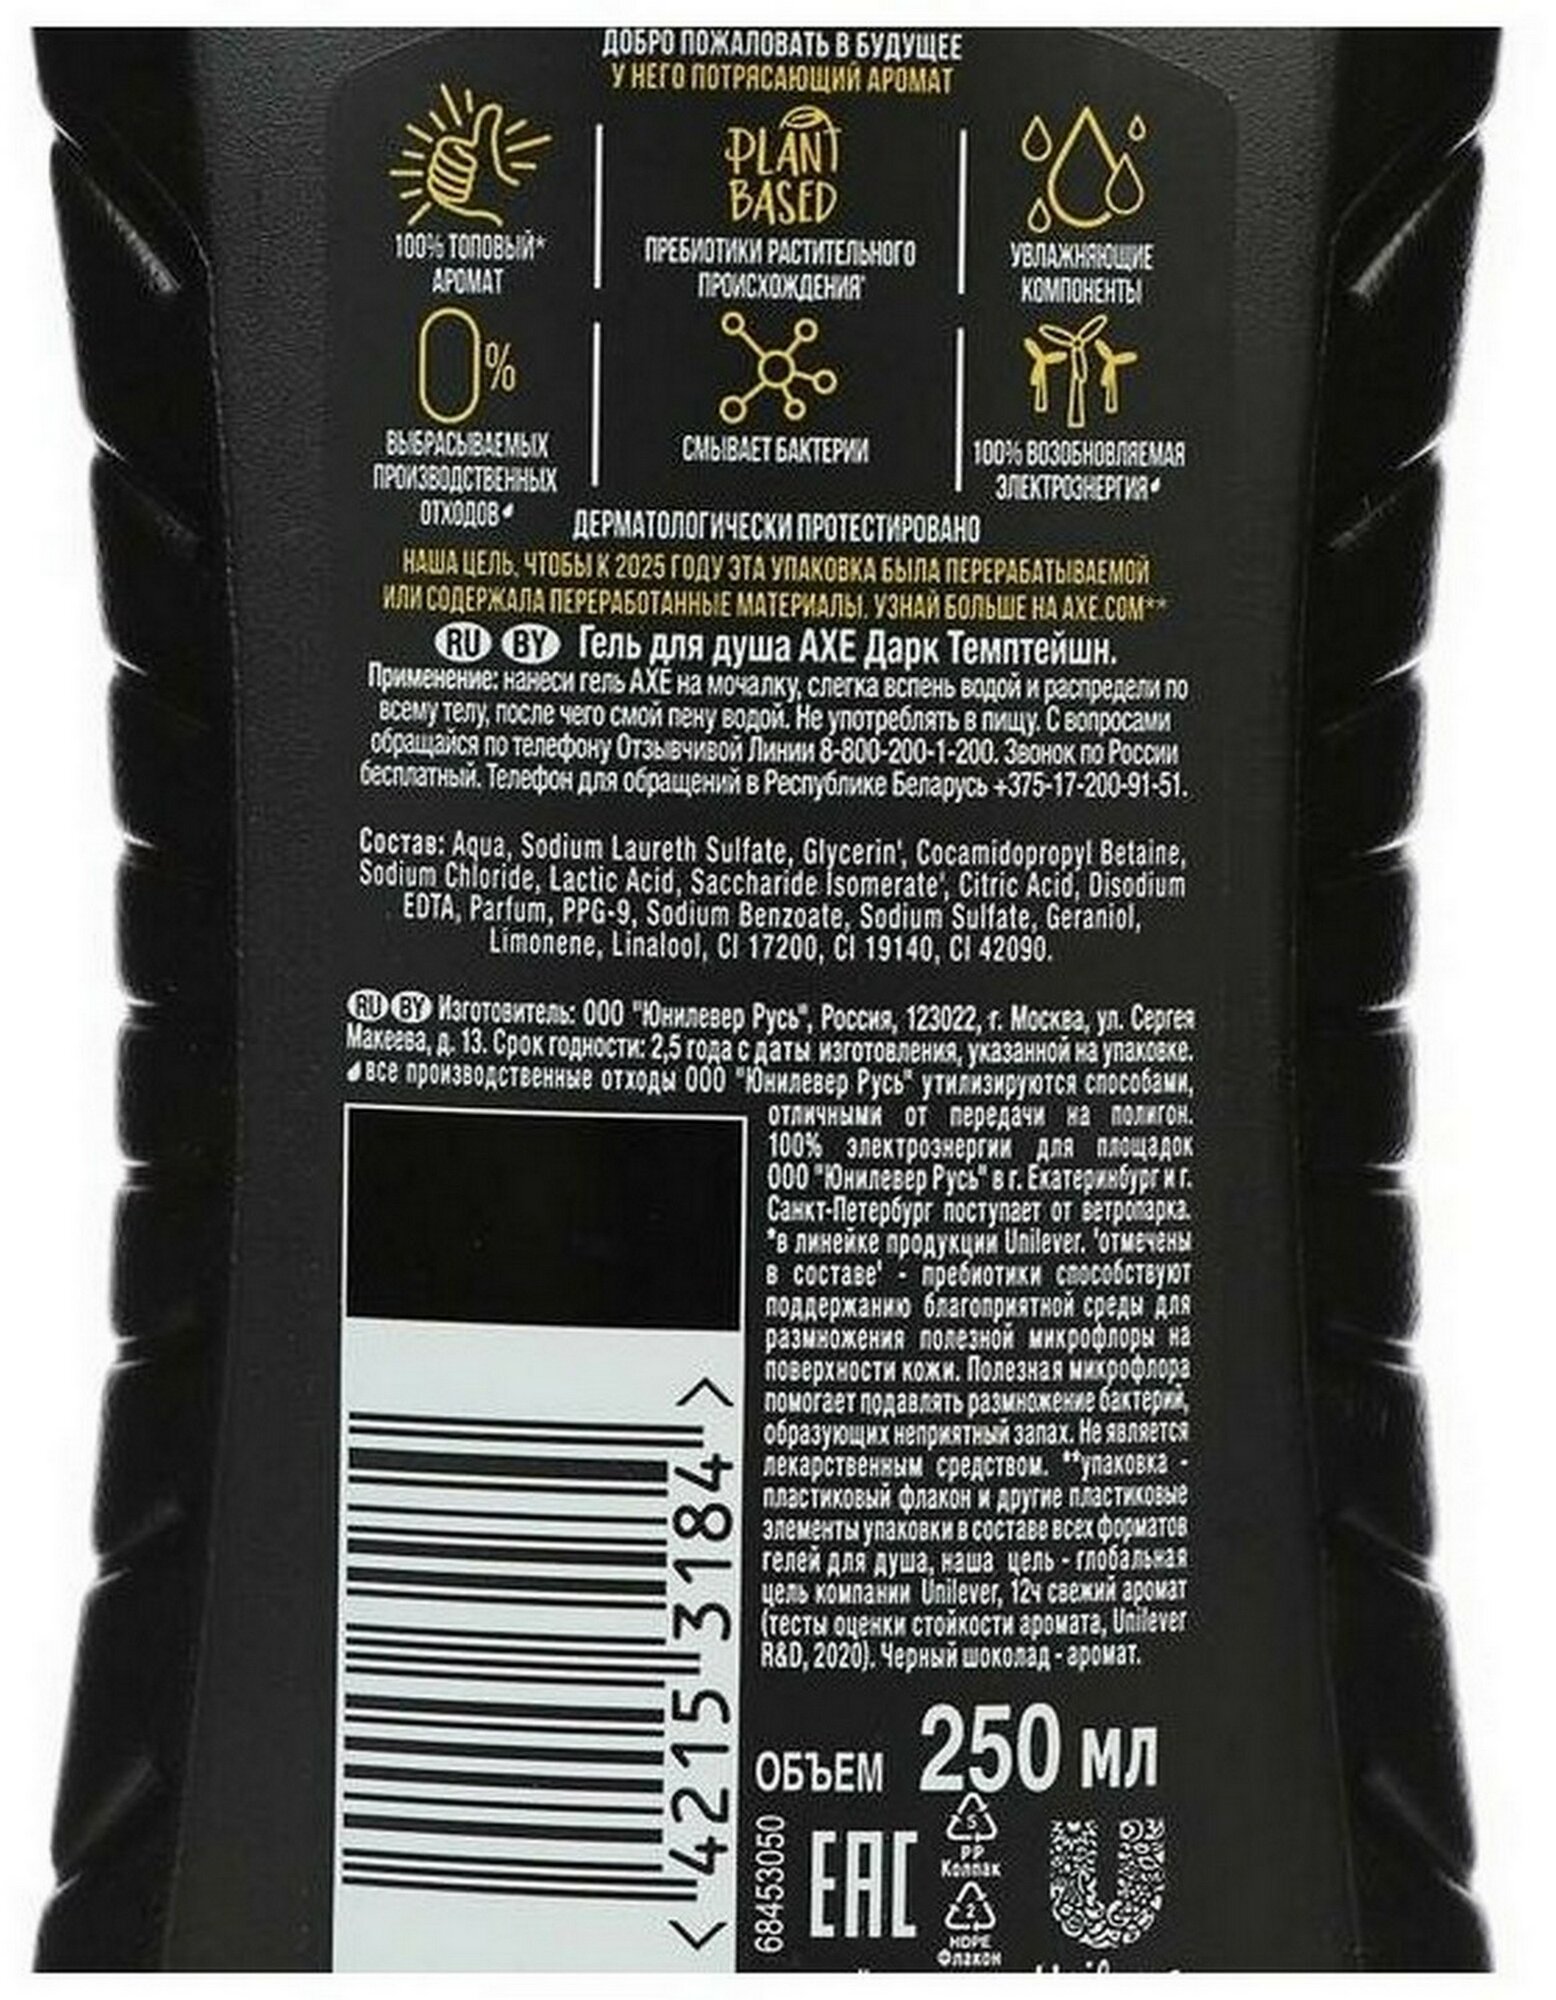 ДОБРО ПОЖАЛОВАТЬ В БУДУЩЕЕ
У НЕГО ПОТРЯСАЮЩИЙ АРОМАТ
100% ТОПОВЫЙ*
АРОМАТ
PLANT
BASED
ПРЕБИОТИКИ РАСТИТЕЛЬНОГО
ПРОИСХОЖДЕНИЯ'
УВЛАЖНЯЮЩИЕ
КОМПОНЕНТЫ
0%
ВЫБРАСЫВАЕМЫХ
ПРОИЗВОДСТВЕННЫХ
ОТХОДОВ
СМЫВАЕТ БАКТЕРИИ
100% ВОЗОБНОВЛЯЕМАЯ
ЭЛЕКТРОЭНЕРГИЯ
ДЕРМАТОЛОГИЧЕСКИ ПРОТЕСТИРОВАНО
НАША ЦЕЛЬ, ЧТОБЫ К 2025 ГОДУ ЭТА УПАКОВКА БЫЛА ПЕРЕРАБАТЫВАЕМОЙ
ИЛИ СОДЕРЖАЛА ПЕРЕРАБОТАННЫЕ МАТЕРИАЛЫ. УЗНАЙ БОЛЬШЕ НА AXE.COM**
RU BY Гель для душа AXE Дарк Темптейшн.
Применение: нанеси гель AXE на мочалку, слегка вспень водой и распредели по
всему телу, после чего смой пену водой. Не употреблять в пищу. С вопросами
обращайся по телефону Отзывчивой Линии 8-800-200-1-200. Звонок по России
бесплатный. Телефон для обращений в Республике Беларусь +375-17-200-91-51.
Состав: Aqua, Sodium Laureth Sulfate, Glycerin', Cocamidopropyl Betaine,
Sodium Chloride, Lactic Acid, Saccharide Isomerate', Citric Acid, Disodium
EDTA, Parfum, PPG-9, Sodium Benzoate, Sodium Sulfate, Geraniol,
Limonene, Linalool, CI 17200, CI 19140, CI 42090.
RU BY Изготовитель: ООО "Юнилевер Русь", Россия, 123022, г. Москва, ул. Сергея
Макеева, д. 13. Срок годности: 2,5 года с даты изготовления, указанной на упаковке.
все производственные отходы ООО "Юнилевер Русь" утилизируются способами,
отличными от передачи на полигон.
100% электроэнергии для площадок
ООО "Юнилевер Русь" в г. Екатеринбург и г.
Санкт-Петербург поступает от ветропарка.
*в линейке продукции Unilever. 'отмечены
в составе' - пребиотики способствуют
поддержанию благоприятной среды для
размножения полезной микрофлоры на
поверхности кожи. Полезная микрофлора
помогает подавлять размножение бактерий,
образующих неприятный запах. Не является
лекарственным средством. **упаковка -
пластиковый флакон и другие пластиковые
элементы упаковки в составе всех форматов
гелей для душа, наша цель - глобальная
цель компании Unilever, 12ч свежий аромат
(тесты оценки стойкости аромата, Unilever
R&D, 2020). Черный шоколад - аромат.
<4215 3184>
ОБЪЕМ 250 МЛ
68453050
EAC
5
PP
Колпак
2
HDPE
Флакон